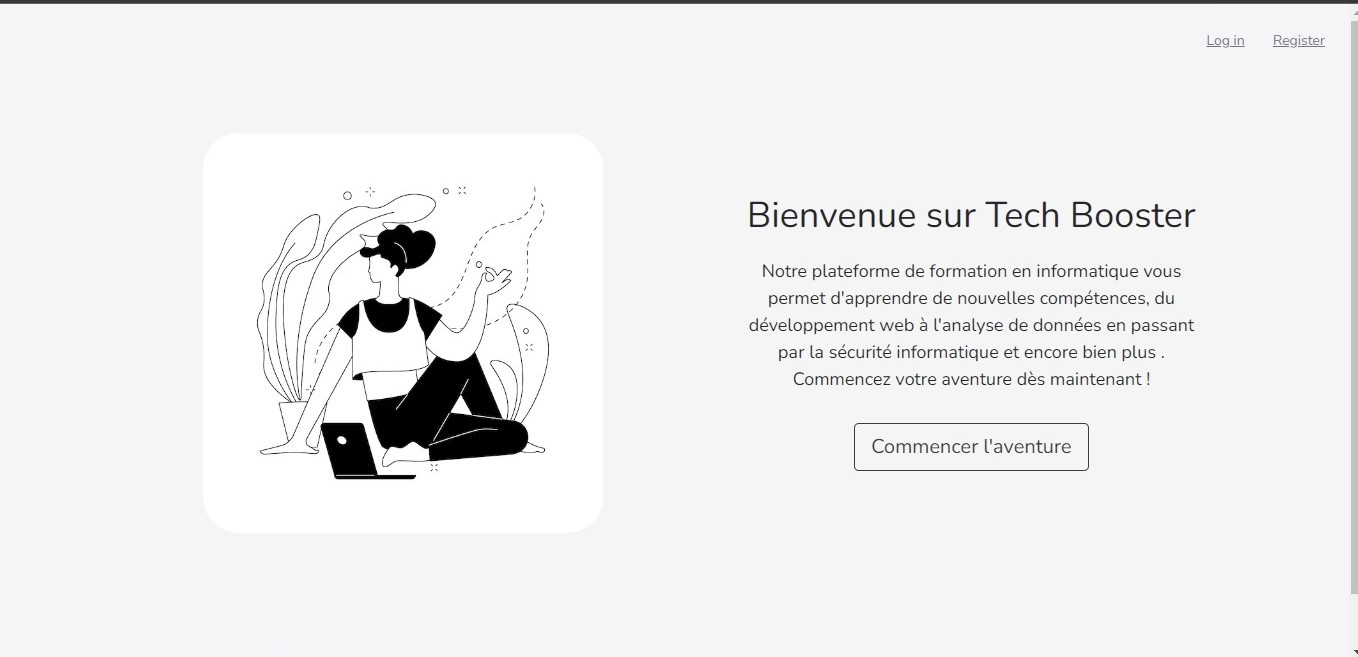 Log in Register
Bienvenue sur Tech Booster
Notre plateforme de formation en informatique vous
permet d'apprendre de nouvelles compétences, du
développement web à l'analyse de données en passant
par la sécurité informatique et encore bien plus .
Commencez votre aventure dès maintenant !
Commencer l'aventure